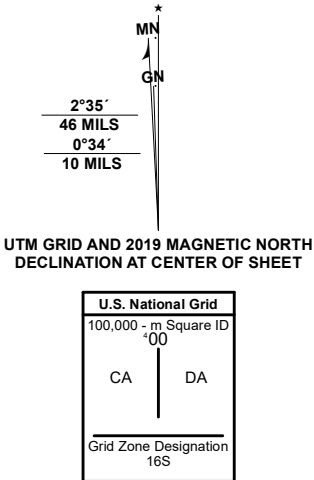 MN
GN
2°35´
46 MILS
0°34´
10 MILS
UTM GRID AND 2019 MAGNETIC NORTH
DECLINATION AT CENTER OF SHEET
U.S. National Grid
100,000 - m Square ID
⁴00
CA DA
Grid Zone Designation
16S